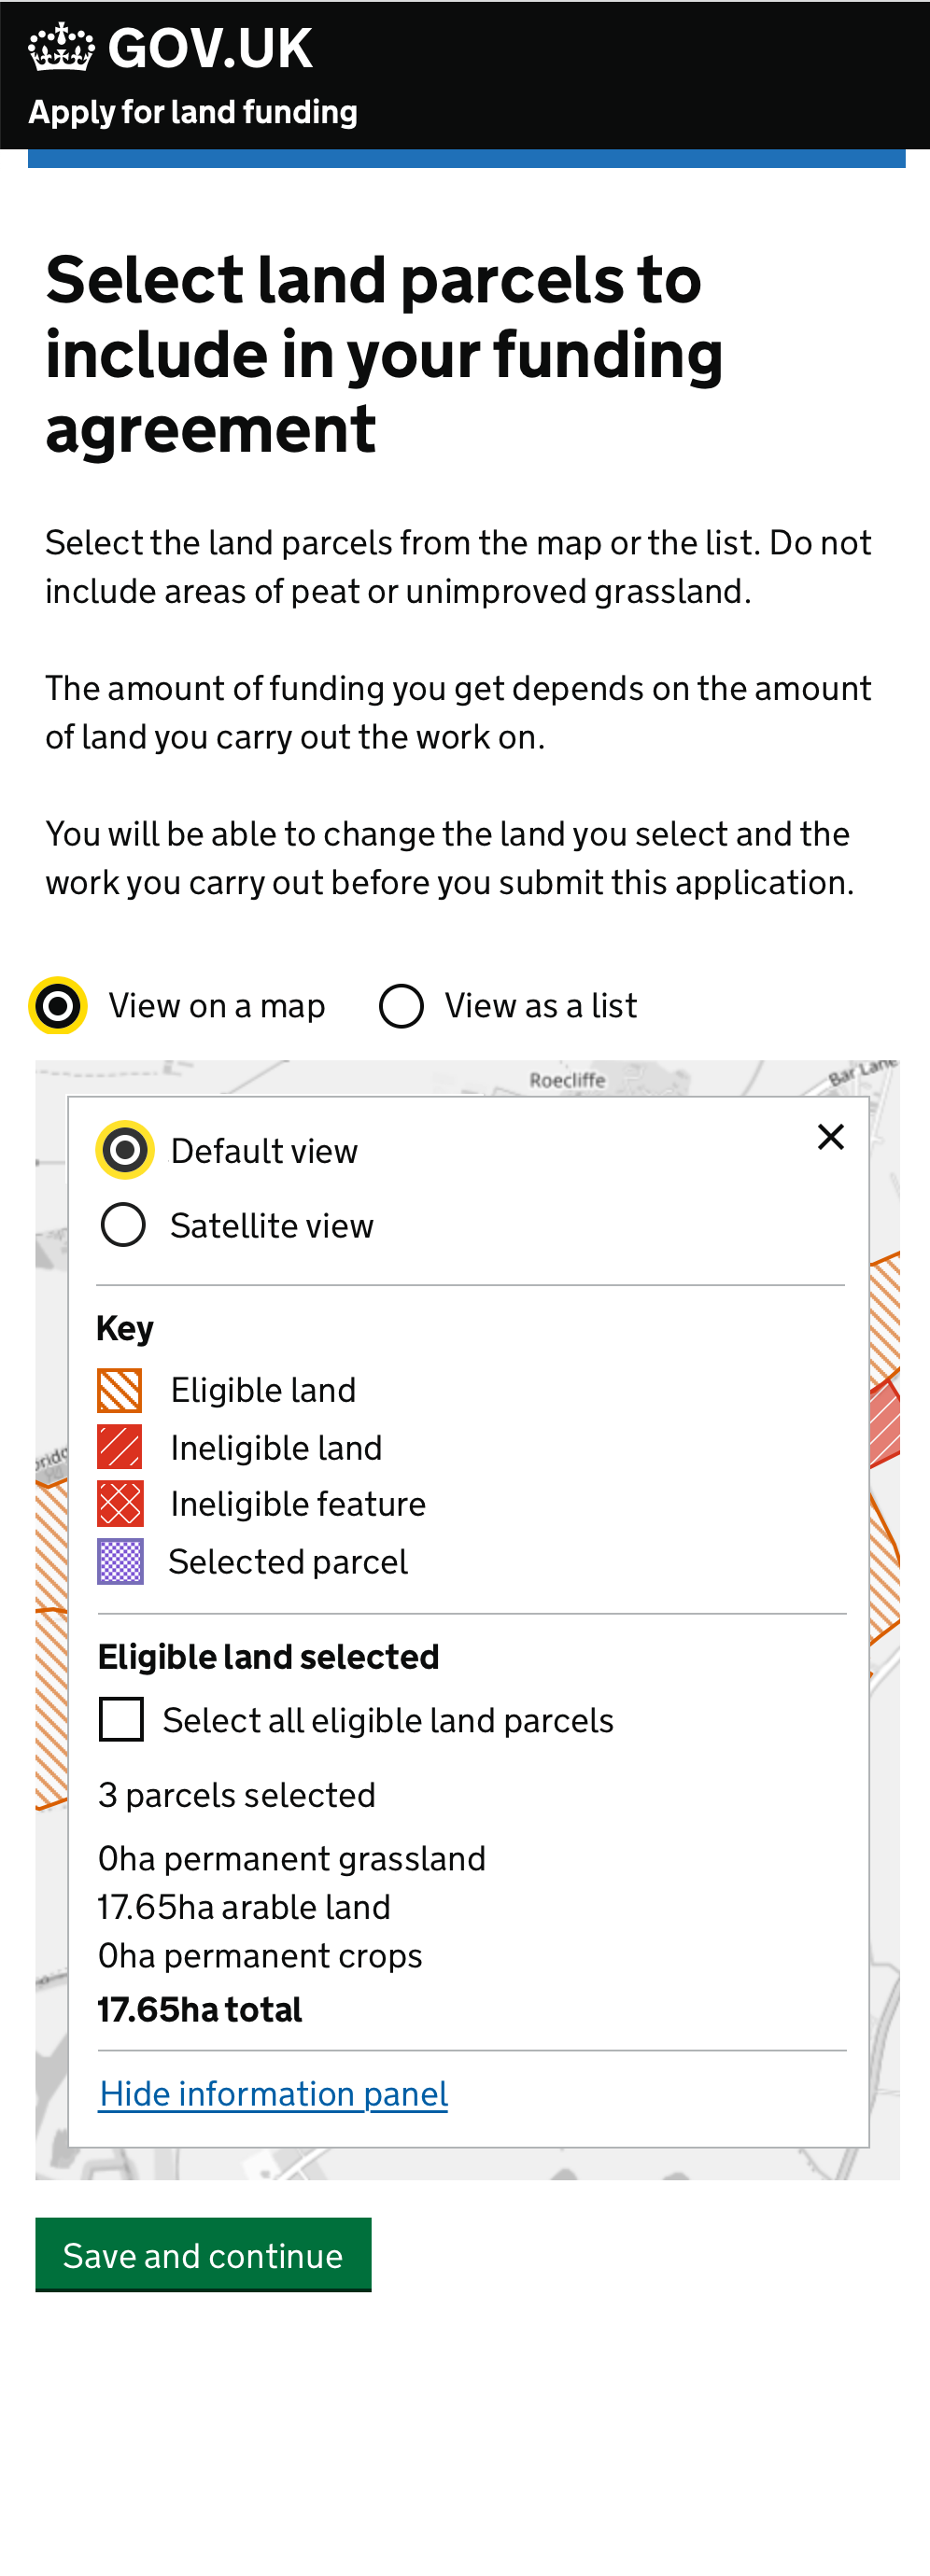 GOV.UK
Apply for land funding
Select land parcels to
include in your funding
agreement
Select the land parcels from the map or the list. Do not
include areas of peat or unimproved grassland.
The amount of funding you get depends on the amount
of land you carry out the work on.
You will be able to change the land you select and the
work you carry out before you submit this application.
View on a map
View as a list
Roecliffe
Bar Lane
Default view
Satellite view
Key
Eligible land
Ineligible land
Ineligible feature
Selected parcel
Eligible land selected
Select all eligible land parcels
3 parcels selected
0ha permanent grassland
17.65ha arable land
0ha permanent crops
17.65ha total
Hide information panel
Save and continue